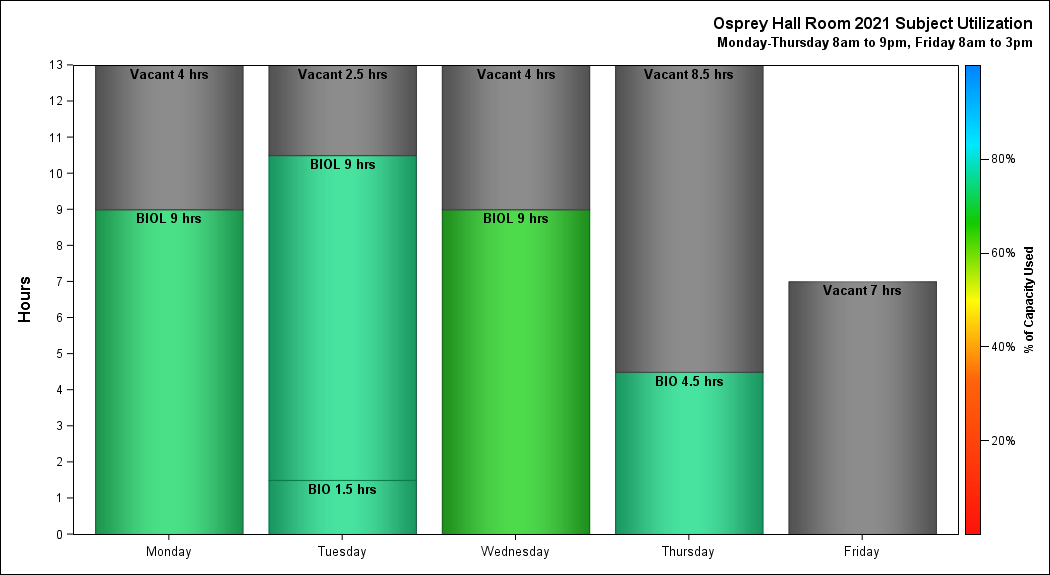 Osprey Hall Room 2021 Subject Utilization
Monday-Thursday 8am to 9pm, Friday 8am to 3pm
13
12
11
10
9
8
7
6
5
4
3
2
1
0
Hours
Vacant 4 hrs
BIOL 9 hrs
Vacant 2.5 hrs
BIOL 9 hrs
BIO 1.5 hrs
Vacant 4 hrs
BIOL 9 hrs
Vacant 8.5 hrs
BIO 4.5 hrs
Vacant 7 hrs
Monday
Tuesday
Wednesday
Thursday
Friday
80%
60%
40%
20%
% of Capacity Used